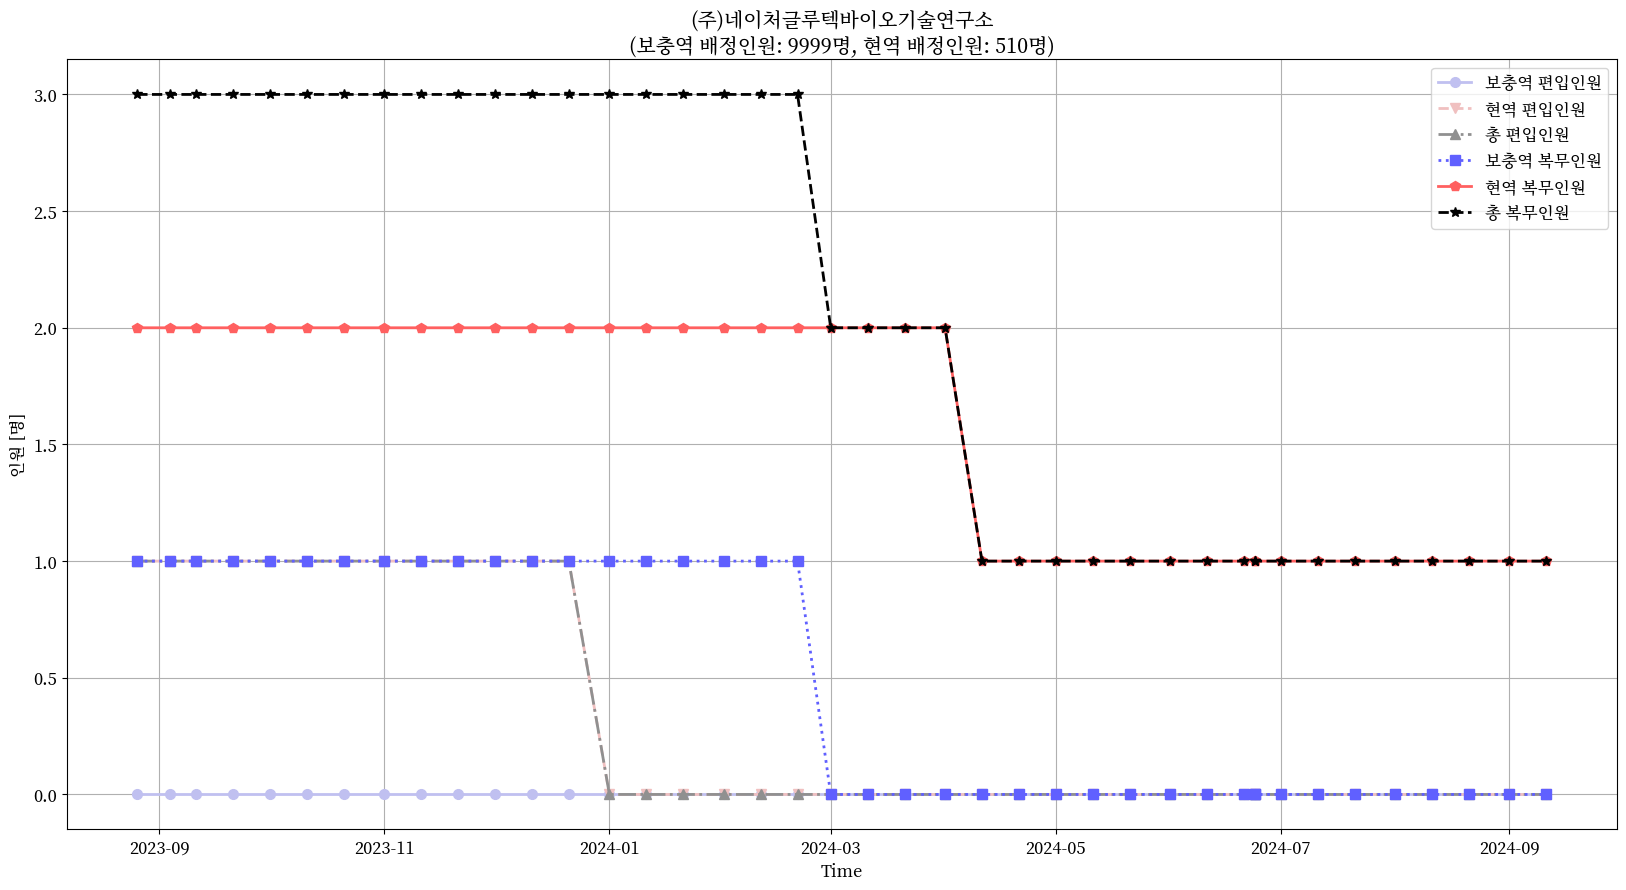 (주)네이처글루텍바이오기술연구소
(보충역 배정인원: 9999명, 현역 배정인원: 510명)
보충역 편입인원
현역 편입인원
총 편입인원
보충역 복무인원
현역 복무인원
총 복무인원
인원 [명]
3.0
2.5
2.0
1.5
1.0
0.5
0.0
2023-09
2023-11
2024-01
2024-03
2024-05
2024-07
2024-09
Time